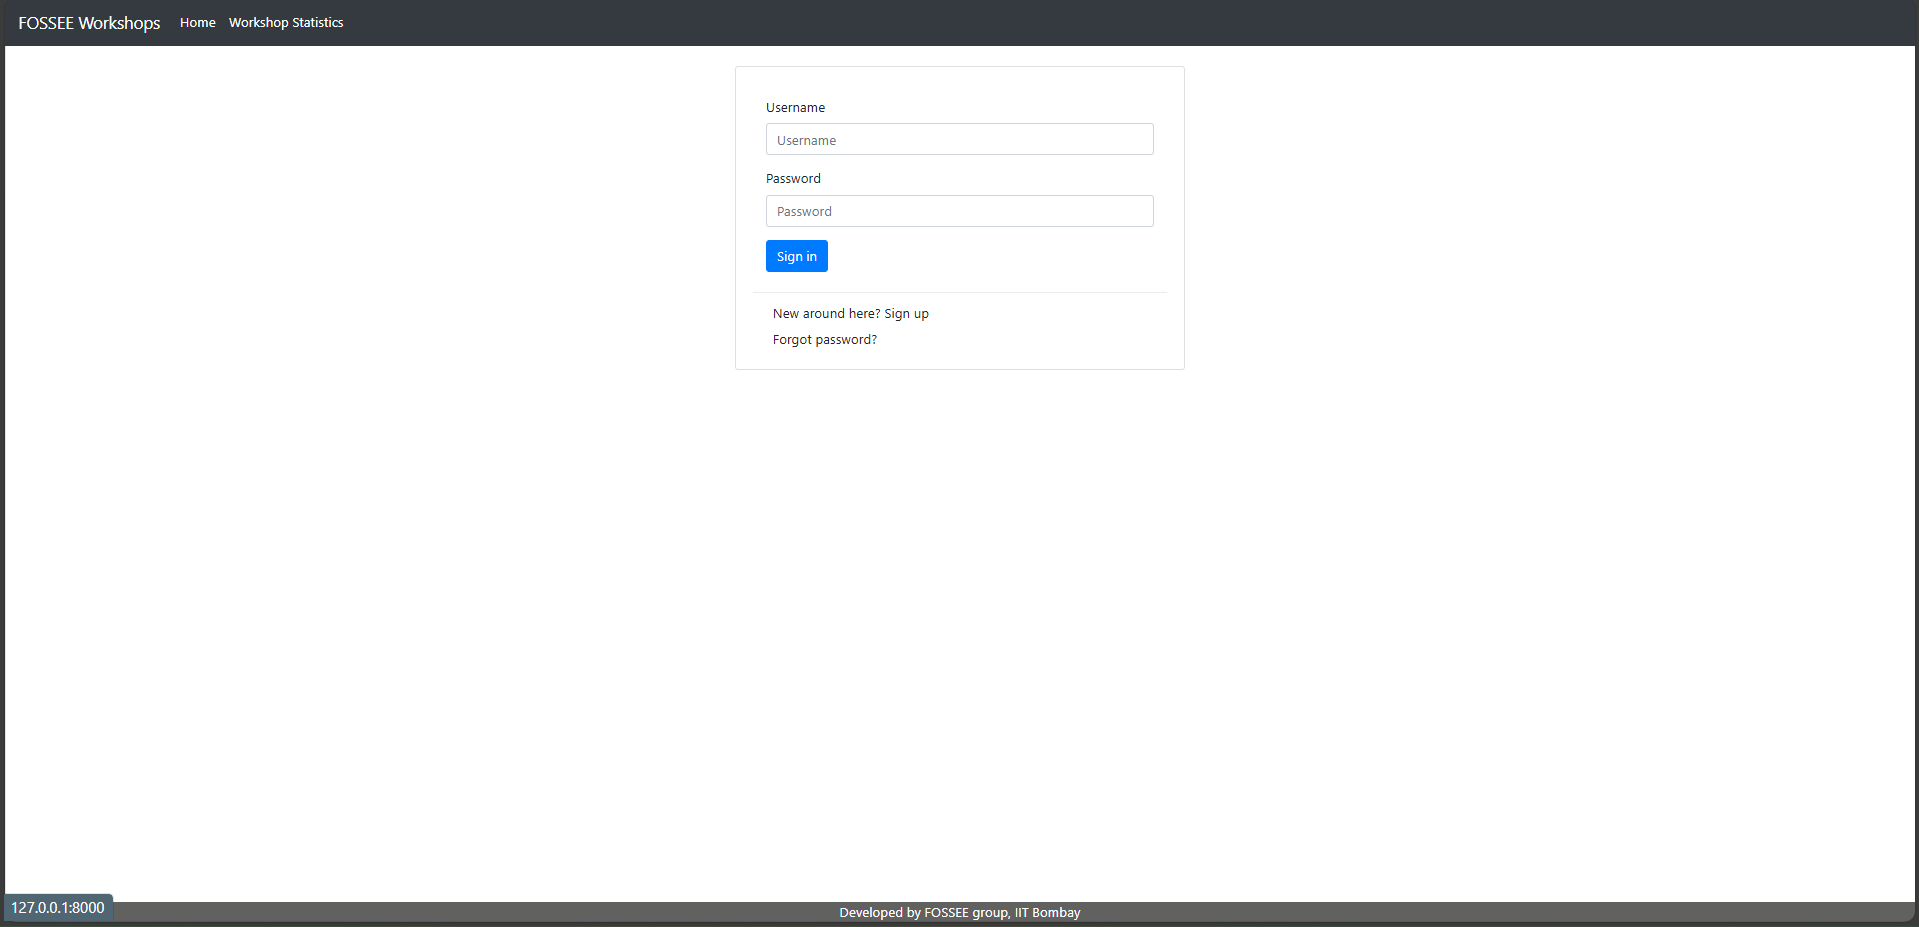 FOSSEE Workshops Home Workshop Statistics
Username
Username
Password
Password
Sign in
New around here? Sign up
Forgot password?
127.0.0.1:8000
Developed by FOSSEE group, IIT Bombay